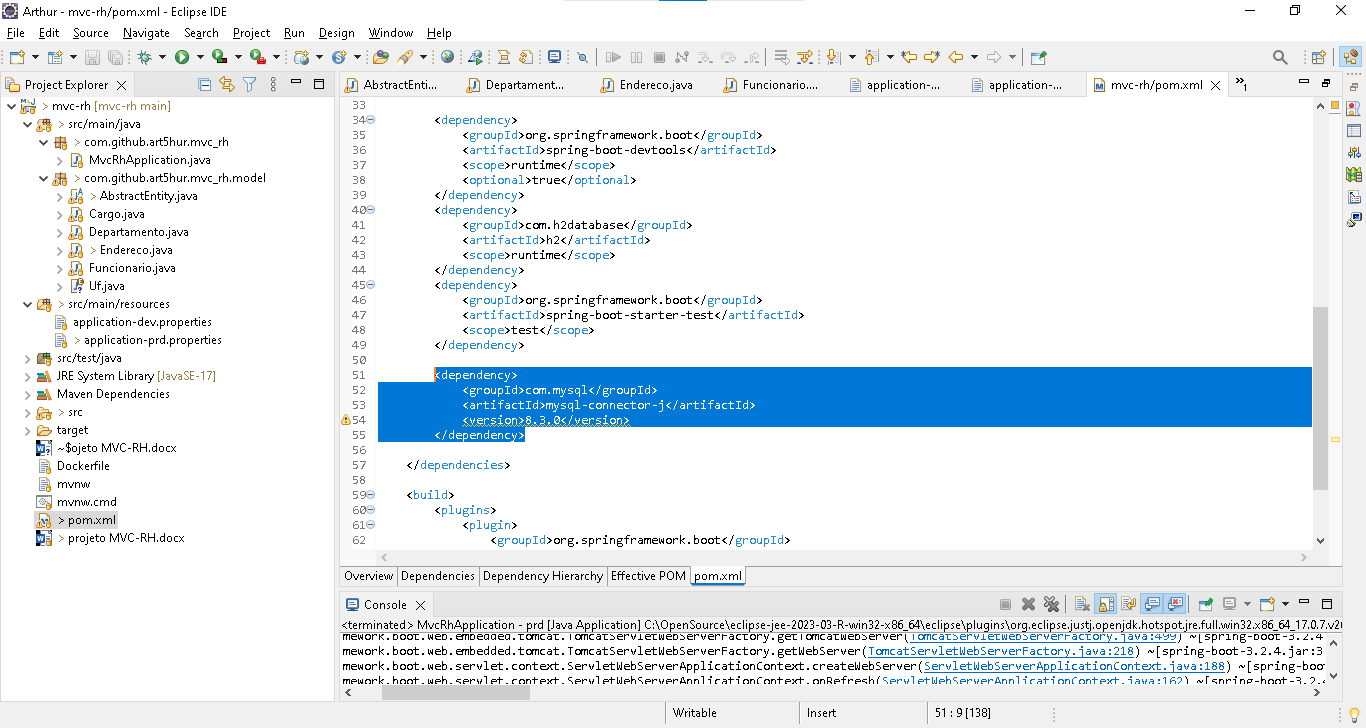 Arthur - mvc-rh/pom.xml - Eclipse IDE
File Edit Source Navigate Search Project Run Design Window Help
Project Explorer
AbstractEnti... Departament... Endereco.java Funcionario.... application-... application-... mvc-rh/pom.xml »1
> mvc-rh [mvc-rh main]
> src/main/java
> com.github.art5hur.mvc_rh
MvcRhApplication.java
> com.github.art5hur.mvc_rh.model
> AbstractEntity.java
Cargo.java
Departamento.java
> Endereco.java
Funcionario.java
Uf.java
> src/main/resources
application-dev.properties
> application-prd.properties
src/test/java
JRE System Library [JavaSE-17]
Maven Dependencies
> src
target
~$ojeto MVC-RH.docx
Dockerfile
mvnw
mvnw.cmd
> pom.xml
> projeto MVC-RH.docx
33
34 <dependency>
35 <groupId>org.springframework.boot</groupId>
36 <artifactId>spring-boot-devtools</artifactId>
37 <scope>runtime</scope>
38 <optional>true</optional>
39 </dependency>
40 <dependency>
41 <groupId>com.h2database</groupId>
42 <artifactId>h2</artifactId>
43 <scope>runtime</scope>
44 </dependency>
45 <dependency>
46 <groupId>org.springframework.boot</groupId>
47 <artifactId>spring-boot-starter-test</artifactId>
48 <scope>test</scope>
49 </dependency>
50
51 <dependency>
52 <groupId>com.mysql</groupId>
53 <artifactId>mysql-connector-j</artifactId>
54 <version>8.3.0</version>
55 </dependency>
56
57 </dependencies>
58
59 <build>
60 <plugins>
61 <plugin>
62 <groupId>org.springframework.boot</groupId>
Overview Dependencies Dependency Hierarchy Effective POM pom.xml
Console
<terminated> MvcRhApplication - prd [Java Application] C:\OpenSource\eclipse-jee-2023-03-R-win32-x86_64\eclipse\plugins\org.eclipse.justj.openjdk.hotspot.jre.full.win32.x86_64_17.0.7.v20
mework.boot.web.embedded.tomcat.TomcatServletWebServerFactory.getTomcatWebServer(TomcatServletWebServerFactory.java:499) ~[spring-boot-3.2.4
mework.boot.web.embedded.tomcat.TomcatServletWebServerFactory.getWebServer(TomcatServletWebServerFactory.java:218) ~[spring-boot-3.2.4.jar:3
mework.boot.web.servlet.context.ServletWebServerApplicationContext.createWebServer(ServletWebServerApplicationContext.java:188) ~[spring-boo
mework.boot.web.servlet.context.ServletWebServerApplicationContext.onRefresh(ServletWebServerApplicationContext.java:162) ~[spring-boot-3.2.
Writable Insert 51 : 9 [138]